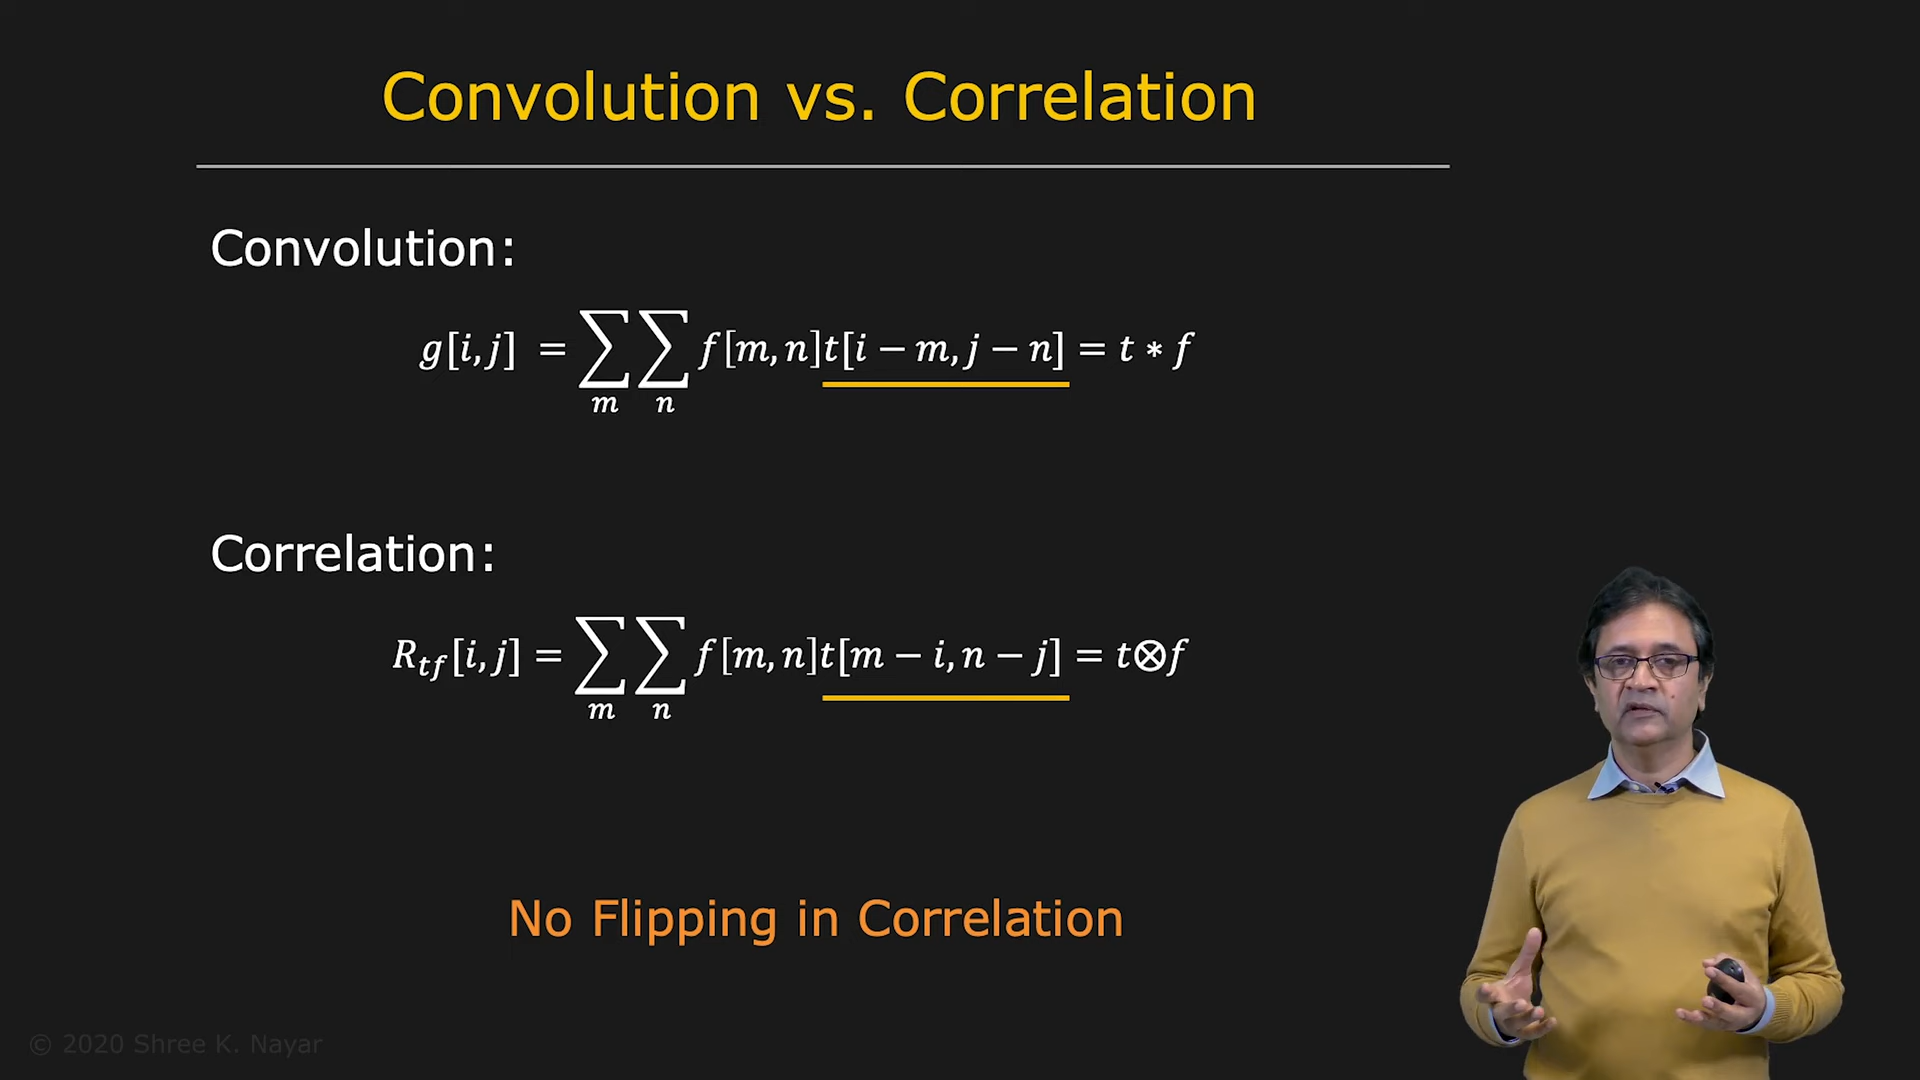 Convolution vs. Correlation
Convolution:
g[i,j] = ∑∑ f[m,n]t[i − m, j − n] = t ∗ f
m n
Correlation:
R_tf[i,j] = ∑∑ f[m,n]t[m − i, n − j] = t⊗f
m n
No Flipping in Correlation
© 2020 Shree K. Nayar